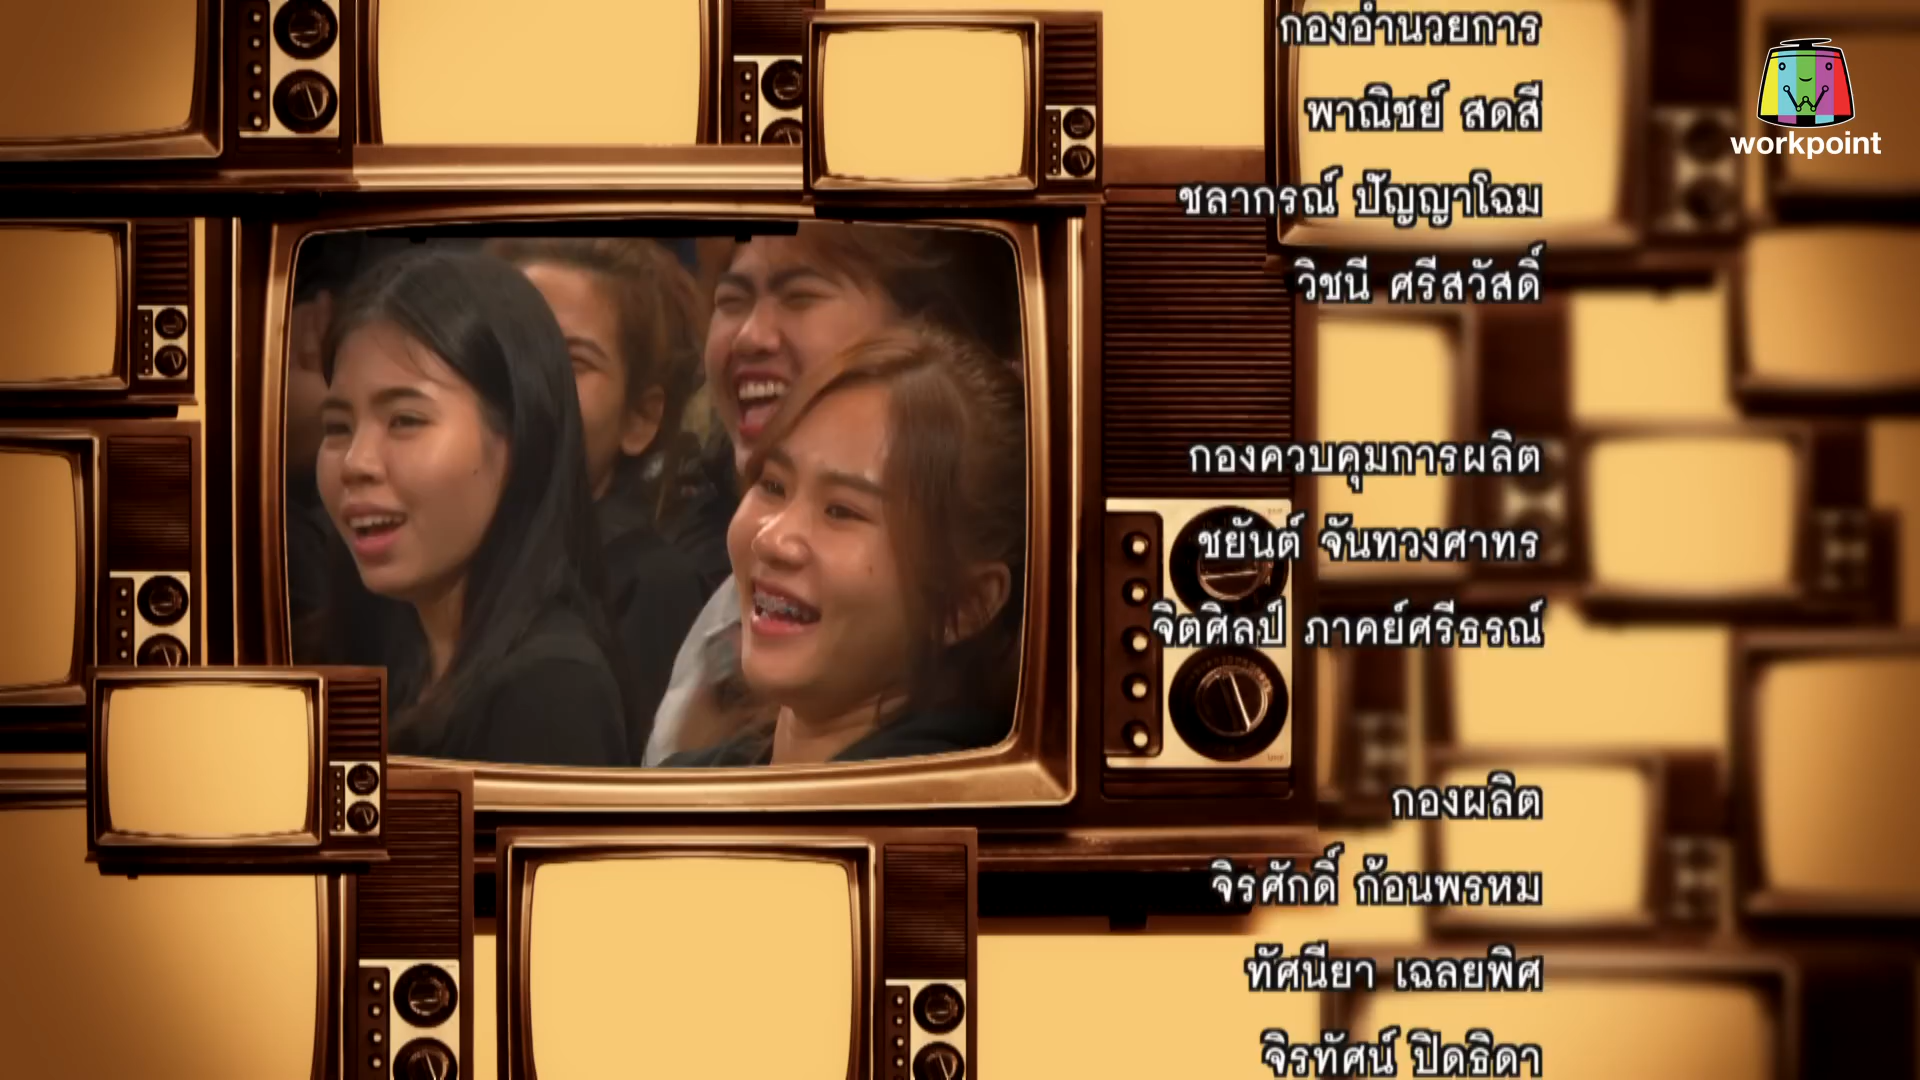 กองอำนวยการ
พาณิชย์ สดสี
ชลากรณ์ ปัญญาโฉม
วิชนี ศรีสวัสดิ์
กองควบคุมการผลิต
ชยันต์ จันทวงศาทร
จิตศิลป์ ภาคย์ศรีธรณ์
กองผลิต
จิรศักดิ์ ก้อนพรหม
ทัศนียา เฉลยพิศ
จิรทัศน์ ปิดธิดา
workpoint